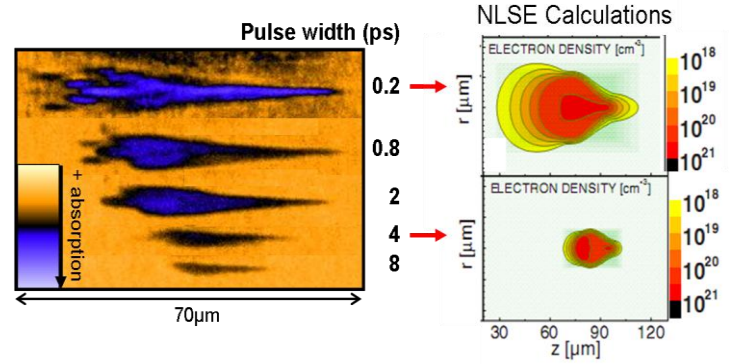 Pulse width (ps)
0.2
0.8
2
4
8
+ absorption
70μm
NLSE Calculations
ELECTRON DENSITY [cm⁻³]
r [μm]
10¹⁸
10¹⁹
10²⁰
10²¹
ELECTRON DENSITY [cm⁻³]
r [μm]
10¹⁸
10¹⁹
10²⁰
10²¹
30 60 90 120
z [μm]